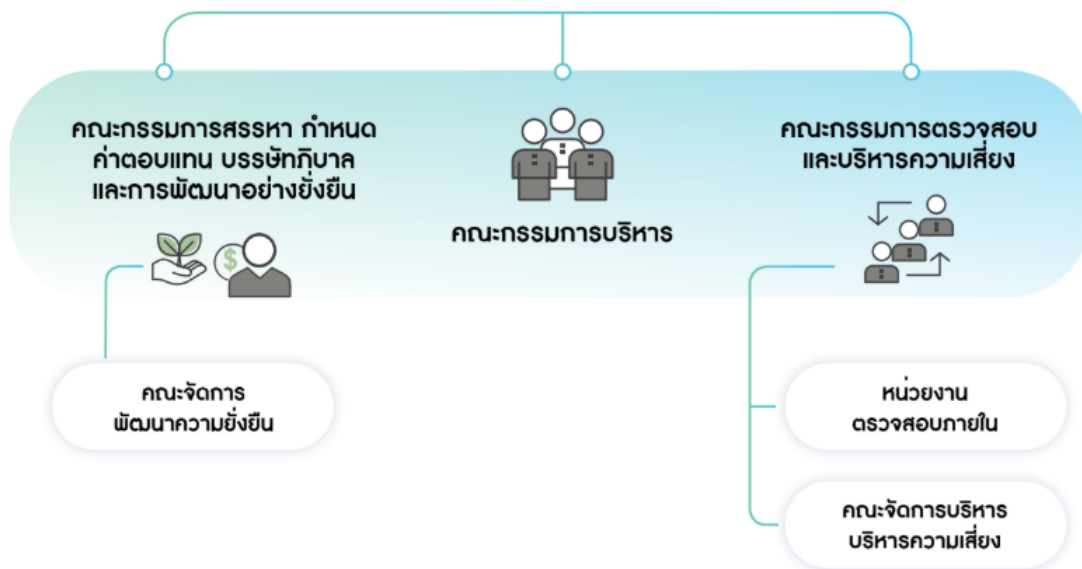 คณะกรรมการสรรหา กำหนด
ค่าตอบแทน บรรษัทภิบาล
และการพัฒนาอย่างยั่งยืน
คณะกรรมการบริหาร
คณะกรรมการตรวจสอบ
และบริหารความเสี่ยง
$
คณะจัดการ
พัฒนาความยั่งยืน
หน่วยงาน
ตรวจสอบภายใน
คณะจัดการบริหาร
บริหารความเสี่ยง